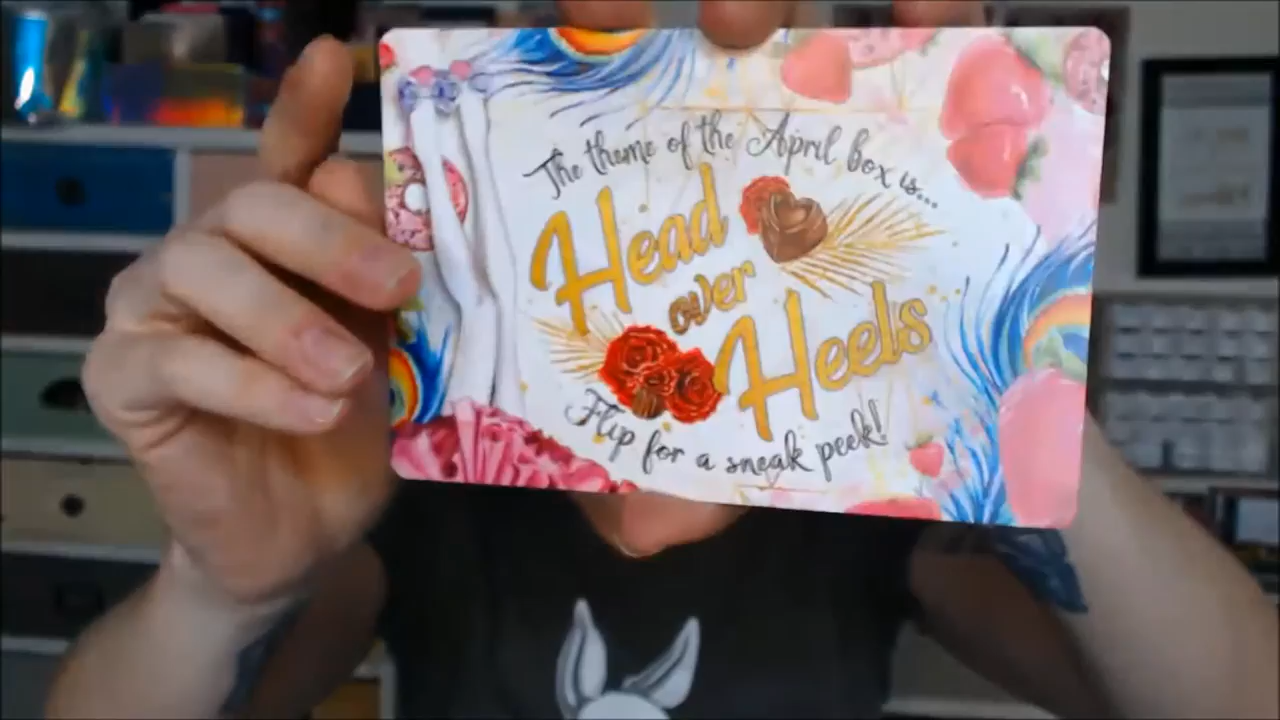 The theme of the April box is...
Head
over
Heels
Flip for a sneak peek!